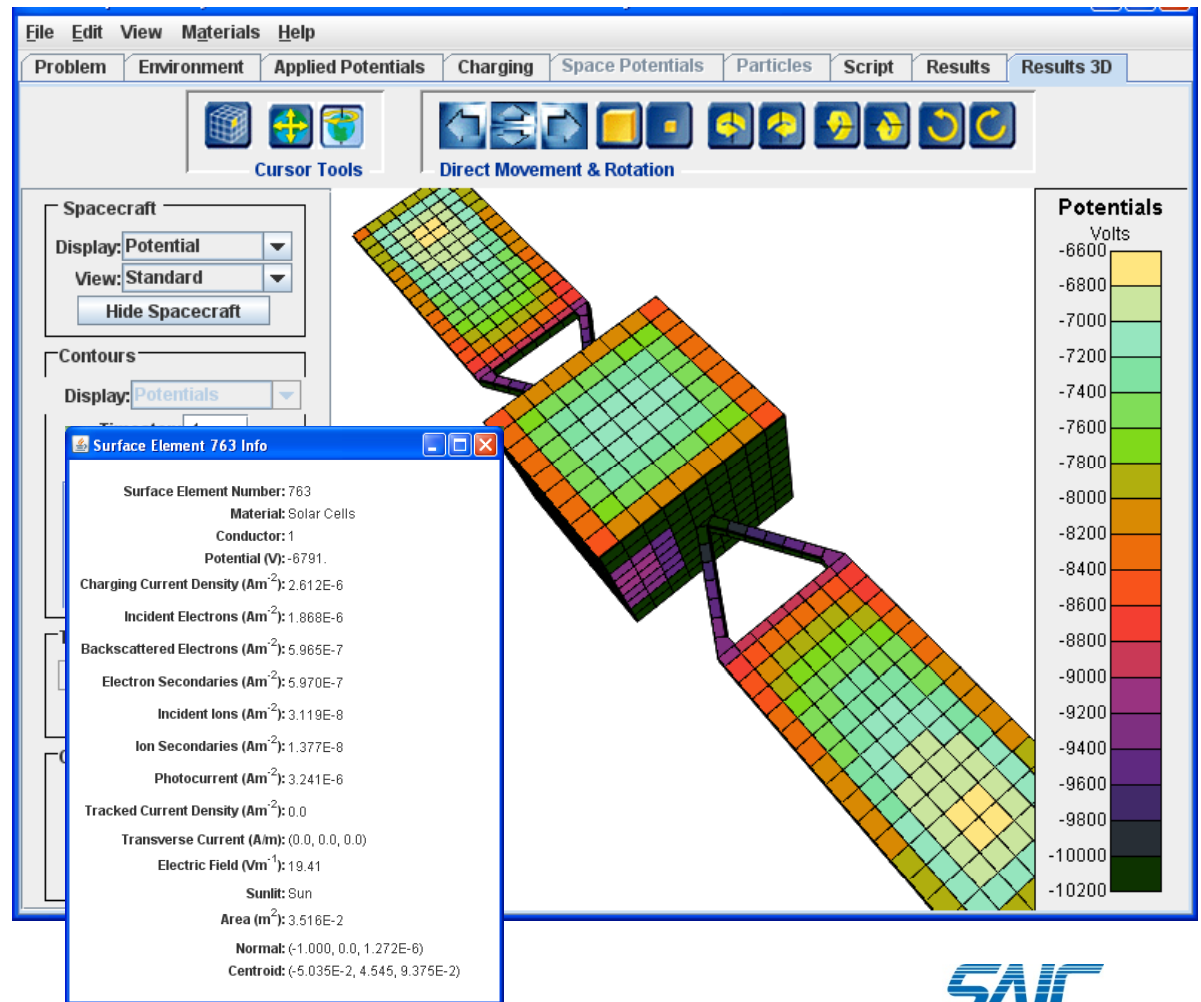 File Edit View Materials Help
Problem Environment Applied Potentials Charging Space Potentials Particles Script Results Results 3D
Cursor Tools
Direct Movement & Rotation
Spacecraft
Display: Potential
View: Standard
Hide Spacecraft
Contours
Display: Potentials
Potentials
Volts
-6600
-6800
-7000
-7200
-7400
-7600
-7800
-8000
-8200
-8400
-8600
-8800
-9000
-9200
-9400
-9600
-9800
-10000
-10200
Surface Element 763 Info
Surface Element Number: 763
Material: Solar Cells
Conductor: 1
Potential (V): -6791.
Charging Current Density (Am⁻²): 2.612E-6
Incident Electrons (Am⁻²): 1.868E-6
Backscattered Electrons (Am⁻²): 5.965E-7
Electron Secondaries (Am⁻²): 5.970E-7
Incident Ions (Am⁻²): 3.119E-8
Ion Secondaries (Am⁻²): 1.377E-8
Photocurrent (Am⁻²): 3.241E-6
Tracked Current Density (Am⁻²): 0.0
Transverse Current (A/m): (0.0, 0.0, 0.0)
Electric Field (Vm⁻¹): 19.41
Sunlit: Sun
Area (m²): 3.516E-2
Normal: (-1.000, 0.0, 1.272E-6)
Centroid: (-5.035E-2, 4.545, 9.375E-2)
SAIC